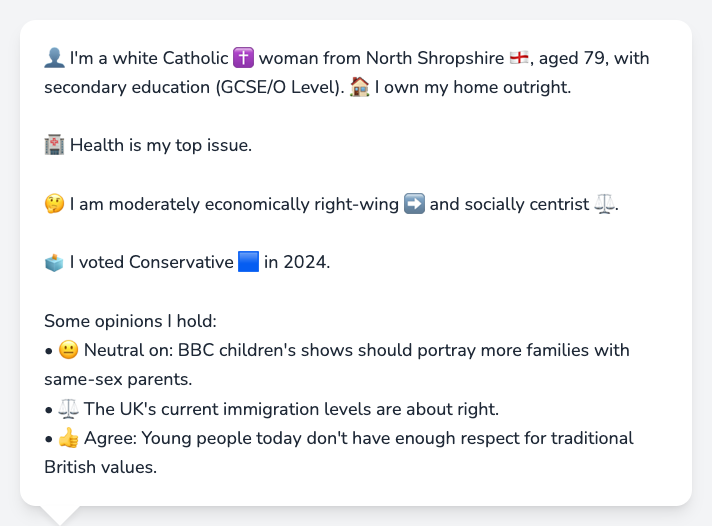 👤 I'm a white Catholic ✝️ woman from North Shropshire 🏴󠁧󠁢󠁥󠁮󠁧󠁿, aged 79, with
secondary education (GCSE/O Level). 🏠 I own my home outright.
🏥 Health is my top issue.
🤔 I am moderately economically right-wing ➡️ and socially centrist ⚖️.
🗳️ I voted Conservative 🟦 in 2024.
Some opinions I hold:
• 😐 Neutral on: BBC children's shows should portray more families with
same-sex parents.
• ⚖️ The UK's current immigration levels are about right.
• 👍 Agree: Young people today don't have enough respect for traditional
British values.